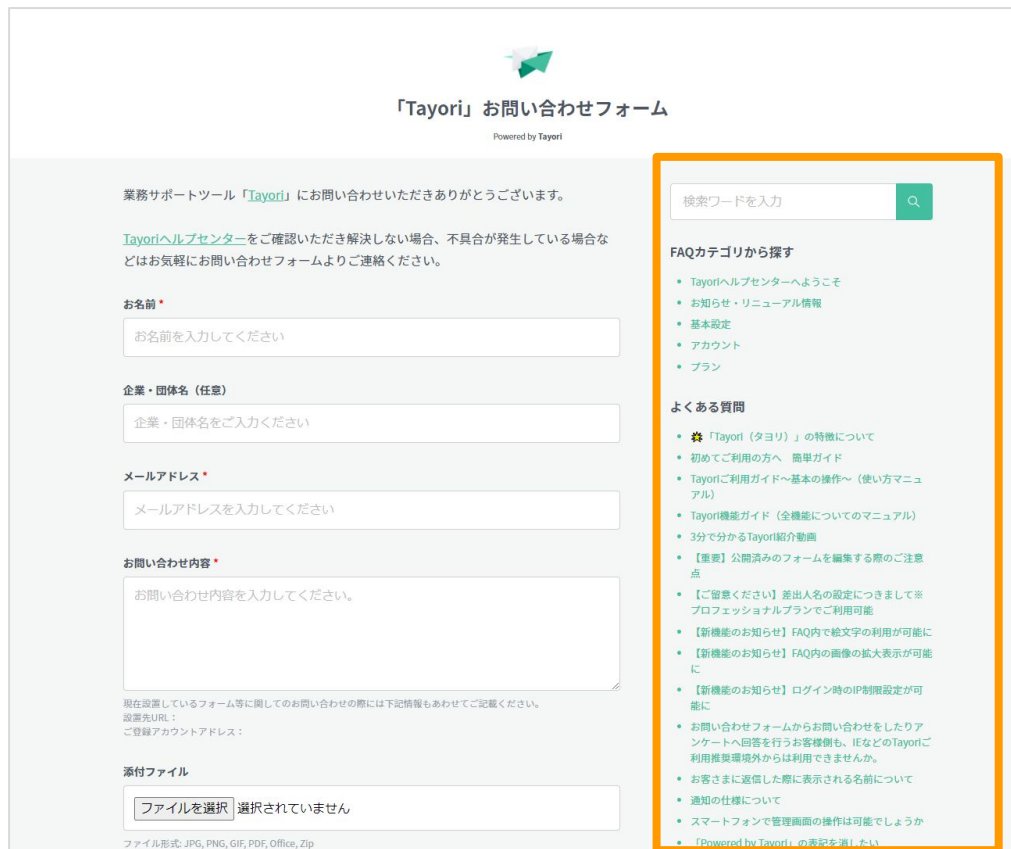 「Tayori」お問い合わせフォーム
Powered by Tayori
業務サポートツール「Tayori」にお問い合わせいただきありがとうございます。
Tayoriヘルプセンターをご確認いただき解決しない場合、不具合が発生している場合な
どはお気軽にお問い合わせフォームよりご連絡ください。
お名前*
お名前を入力してください
企業・団体名（任意）
企業・団体名をご入力ください
メールアドレス*
メールアドレスを入力してください
お問い合わせ内容*
お問い合わせ内容を入力してください。
現在設置しているフォーム等に関してのお問い合わせの際には下記情報もあわせてご記載ください。
設置先URL：
ご登録アカウントアドレス：
添付ファイル
ファイルを選択 選択されていません
ファイル形式: JPG, PNG, GIF, PDF, Office, Zip
検索ワードを入力
FAQカテゴリから探す
• Tayoriヘルプセンターへようこそ
• お知らせ・リニューアル情報
• 基本設定
• アカウント
• プラン
よくある質問
• 「Tayori（タヨリ）」の特徴について
• 初めてご利用の方へ　簡単ガイド
• Tayoriご利用ガイド～基本の操作～（使い方マニュ
アル）
• Tayori機能ガイド（全機能についてのマニュアル）
• 3分で分かるTayori紹介動画
• 【重要】公開済みのフォームを編集する際のご注意
点
• 【ご留意ください】差出人名の設定につきまして※
プロフェッショナルプランでご利用可能
• 【新機能のお知らせ】FAQ内で絵文字の利用が可能に
• 【新機能のお知らせ】FAQ内の画像の拡大表示が可能
に
• 【新機能のお知らせ】ログイン時のIP制限設定が可
能に
• お問い合わせフォームからお問い合わせをしたりア
ンケートへ回答を行うお客様側も、IEなどのTayoriご
利用推奨環境外からは利用できませんか。
• お客さまに返信した際に表示される名前について
• 通知の仕様について
• スマートフォンで管理画面の操作は可能でしょうか
• 「Powered by Tayori」の表記を消したい